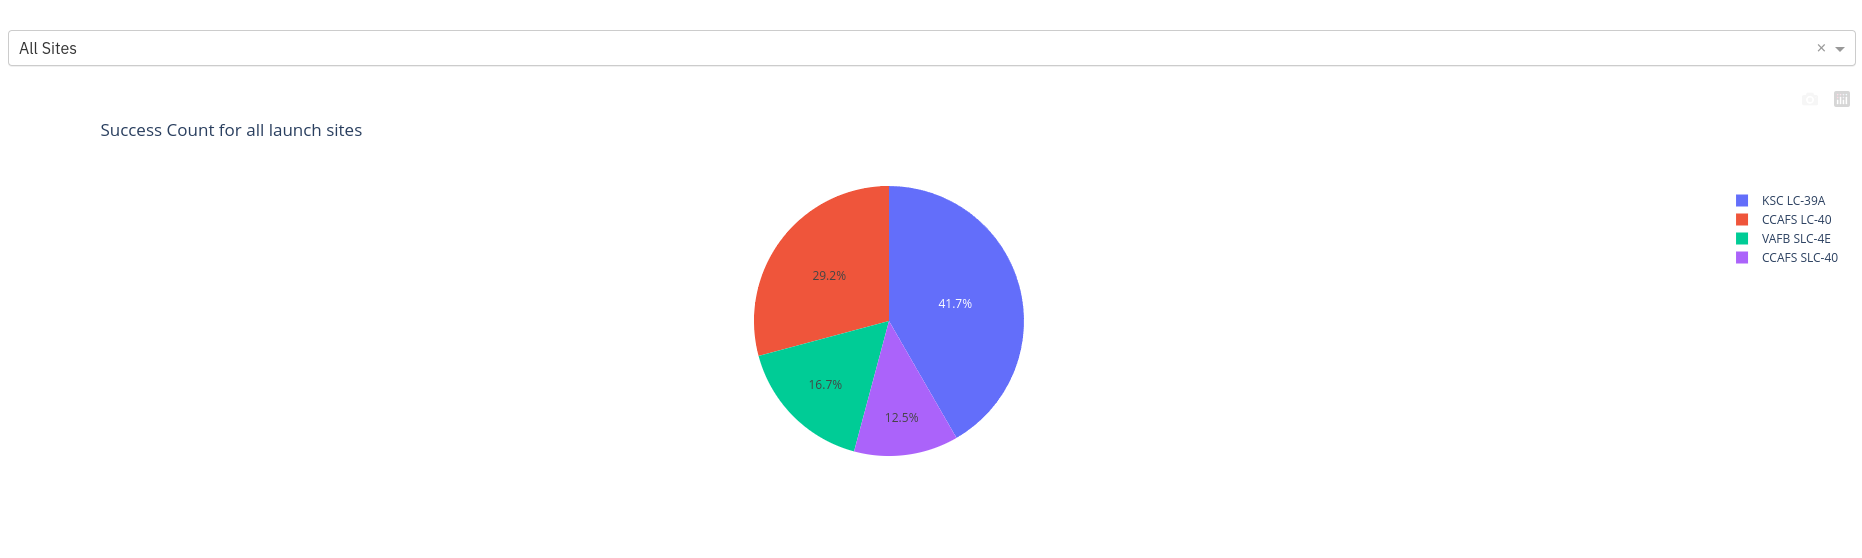 All Sites
Success Count for all launch sites
KSC LC-39A
CCAFS LC-40
VAFB SLC-4E
CCAFS SLC-40
29.2%
41.7%
16.7%
12.5%